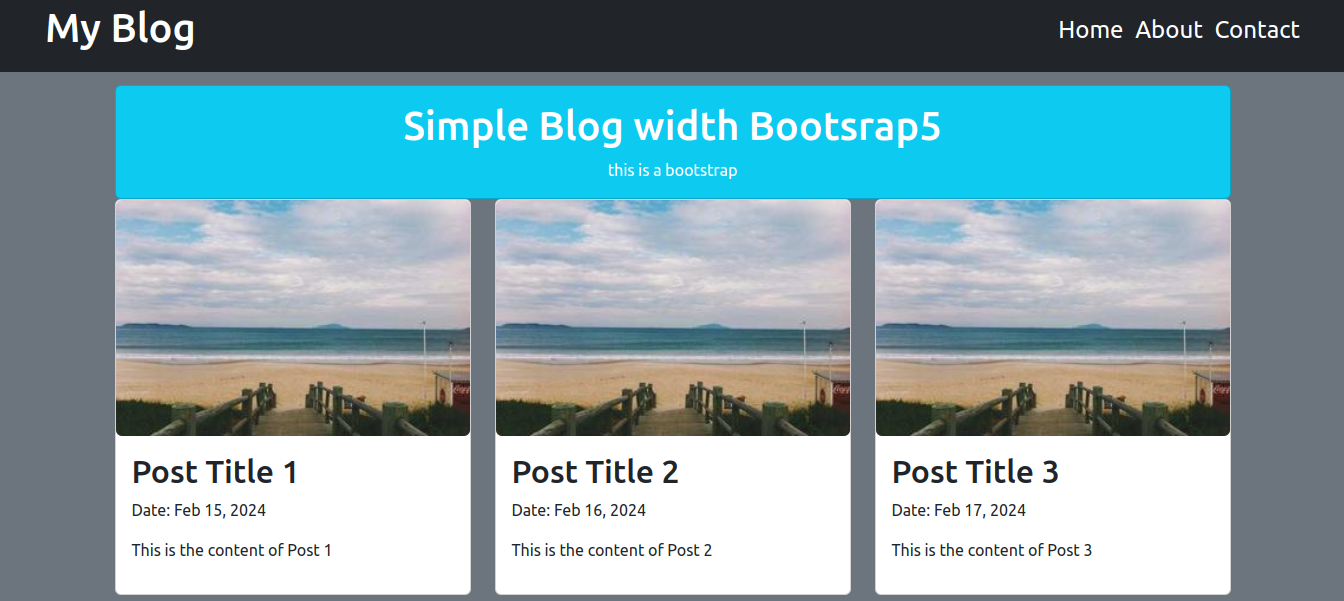 My Blog
Home About Contact
Simple Blog width Bootsrap5
this is a bootstrap
Post Title 1
Date: Feb 15, 2024
This is the content of Post 1
Post Title 2
Date: Feb 16, 2024
This is the content of Post 2
Post Title 3
Date: Feb 17, 2024
This is the content of Post 3